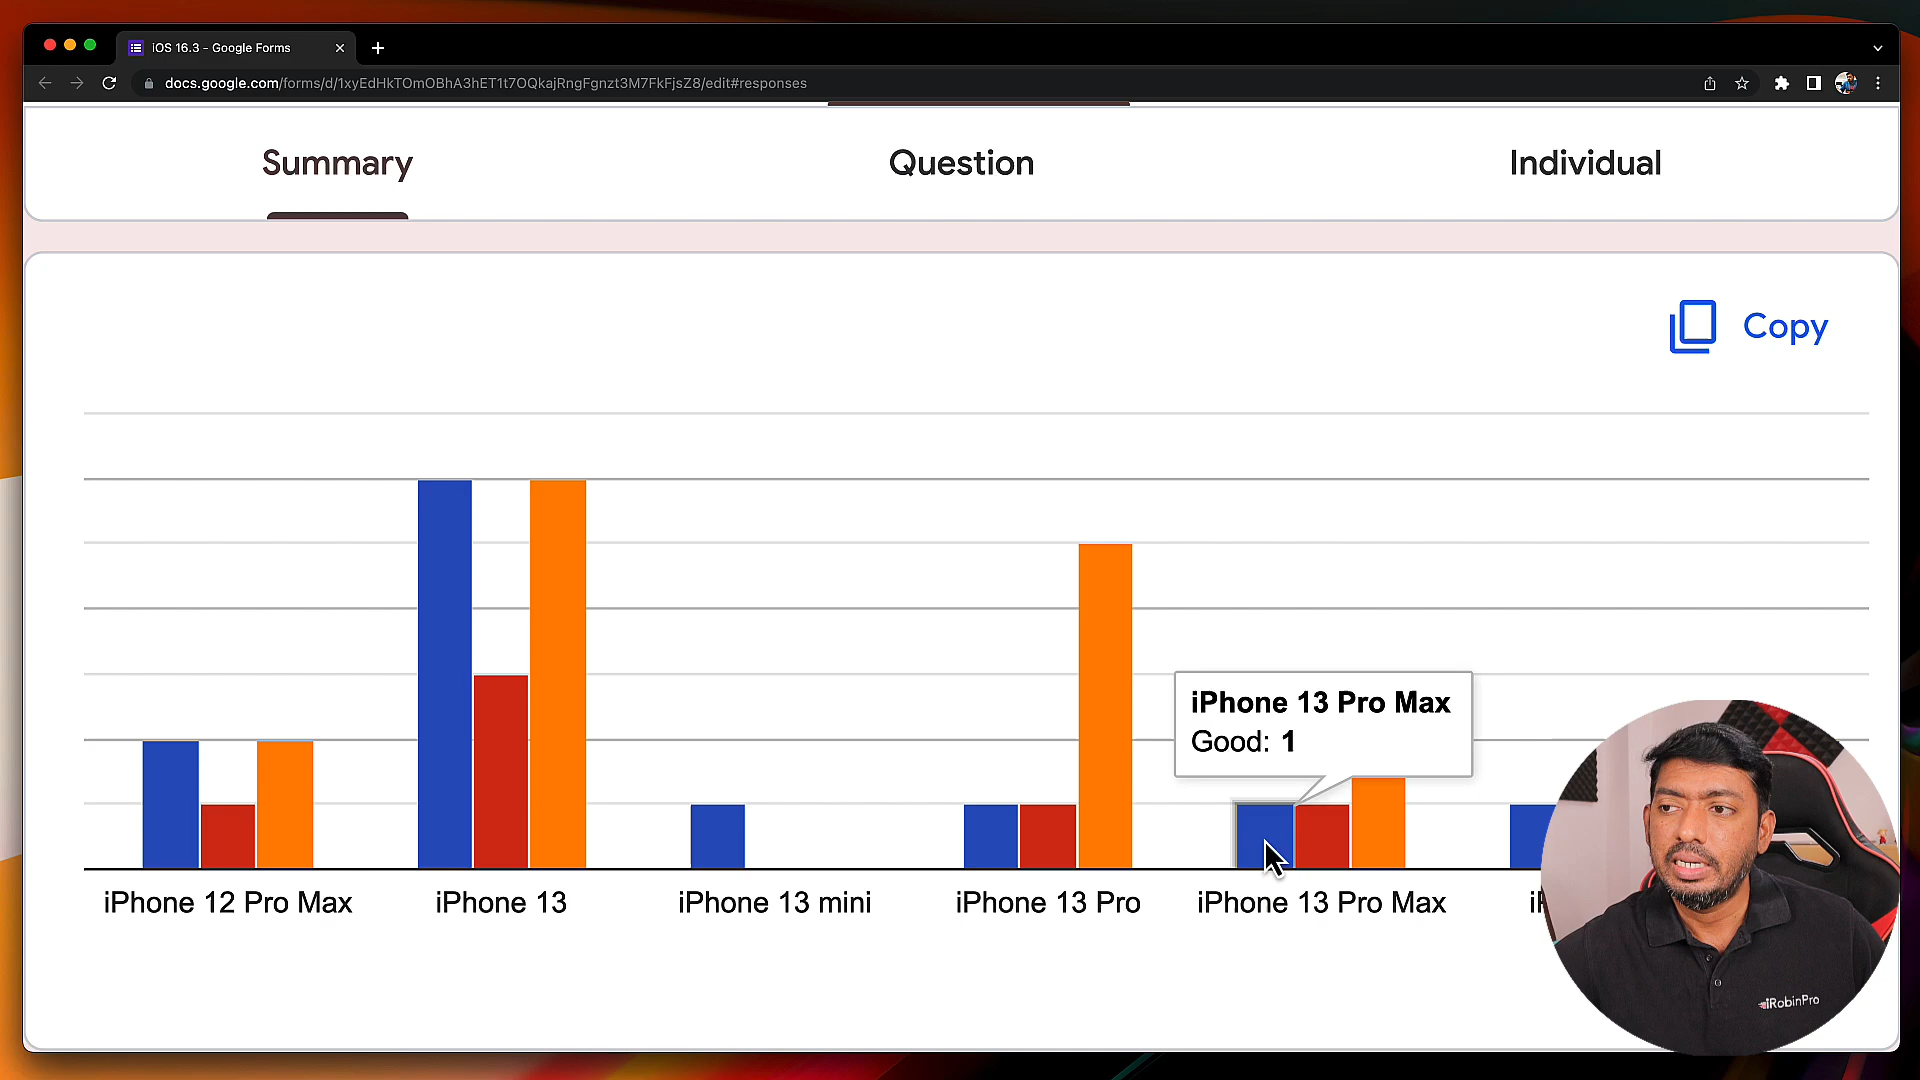 iOS 16.3 - Google Forms
docs.google.com/forms/d/1xyEdHkTOmOBhA3hET1t7OQkajRngFgnzt3M7FkFjsZ8/edit#responses
Summary
Question
Individual
Copy
iPhone 13 Pro Max
Good: 1
iPhone 12 Pro Max
iPhone 13
iPhone 13 mini
iPhone 13 Pro
iPhone 13 Pro Max
iRobinPro